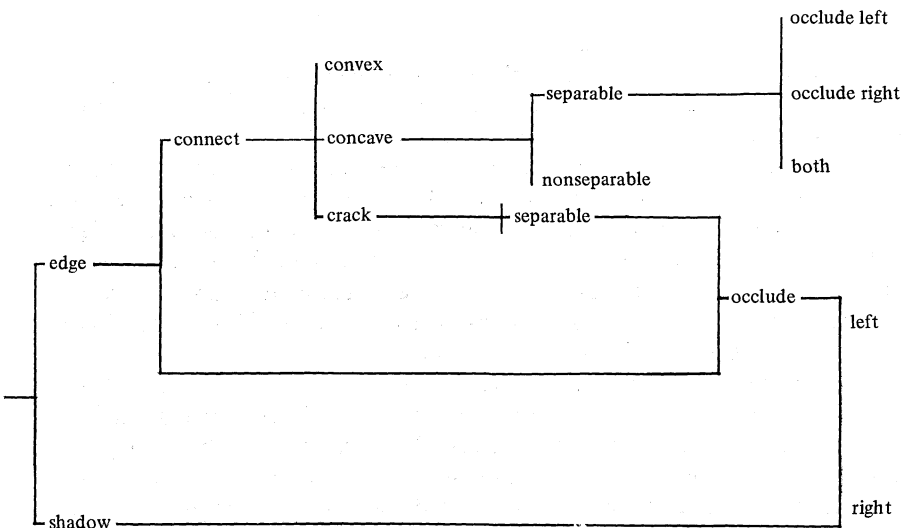 occlude left
convex
separable
occlude right
connect
concave
both
nonseparable
crack
separable
edge
occlude
left
right
shadow